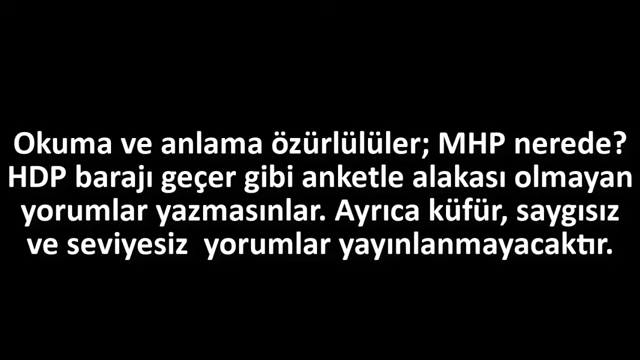 Okuma ve anlama özürlülüler; MHP nerede?
HDP barajı geçer gibi anketle alakası olmayan
yorumlar yazmasınlar. Ayrıca küfür, saygısız
ve seviyesiz yorumlar yayınlanmayacaktır.